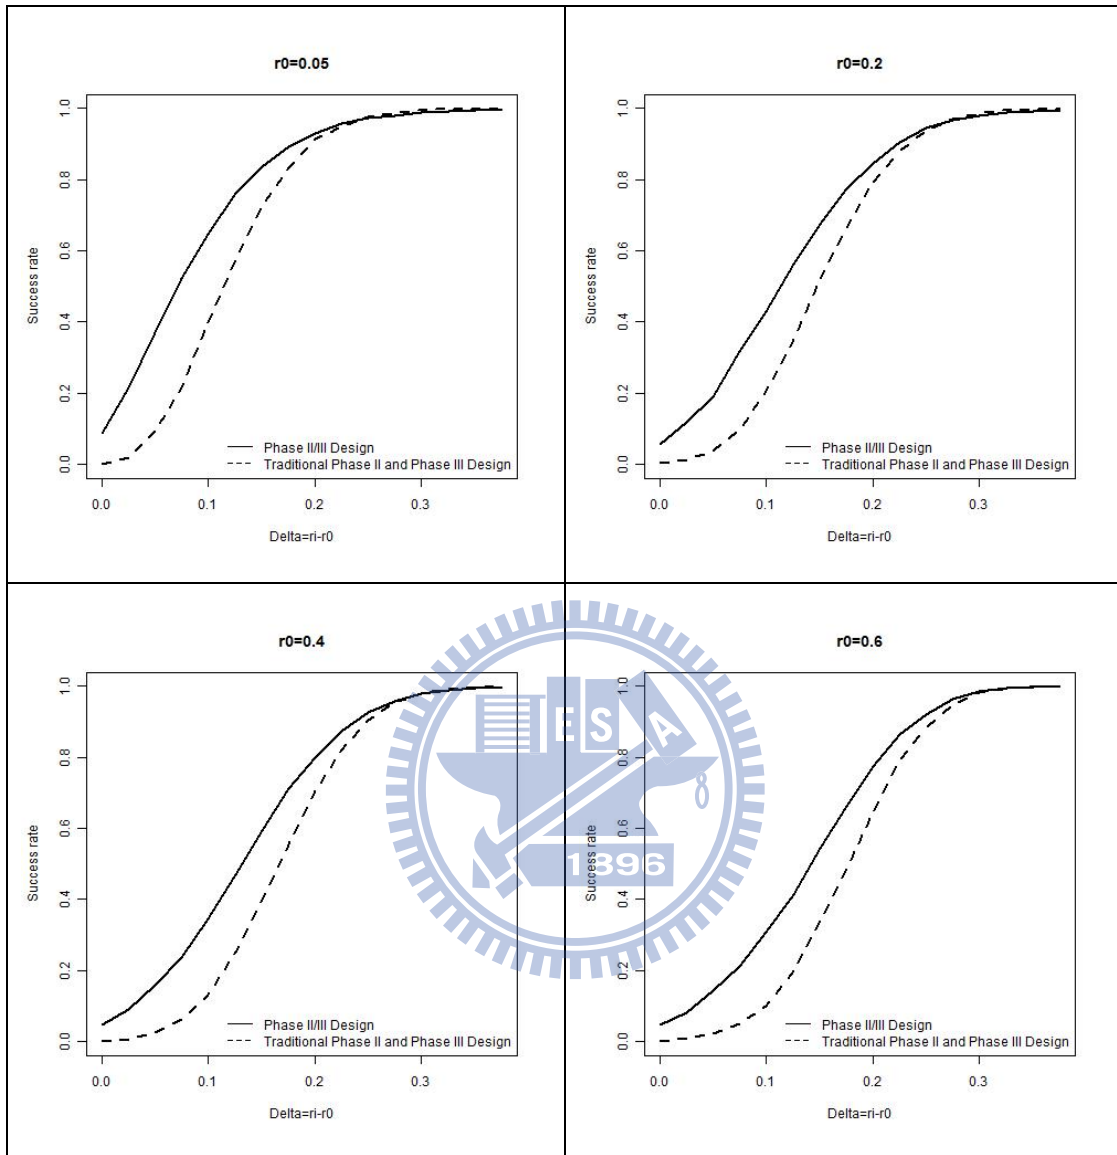 r0=0.05
1.0
0.8
0.6
0.4
0.2
0.0
Success rate
Phase II/III Design
Traditional Phase II and Phase III Design
0.0 0.1 0.2 0.3
Delta=ri-r0
r0=0.2
1.0
0.8
0.6
0.4
0.2
0.0
Success rate
Phase II/III Design
Traditional Phase II and Phase III Design
0.0 0.1 0.2 0.3
Delta=ri-r0
r0=0.4
1.0
0.8
0.6
0.4
0.2
0.0
Success rate
Phase II/III Design
Traditional Phase II and Phase III Design
0.0 0.1 0.2 0.3
Delta=ri-r0
r0=0.6
1.0
0.8
0.6
0.4
0.2
0.0
Success rate
Phase II/III Design
Traditional Phase II and Phase III Design
0.0 0.1 0.2 0.3
Delta=ri-r0
E S A
1896